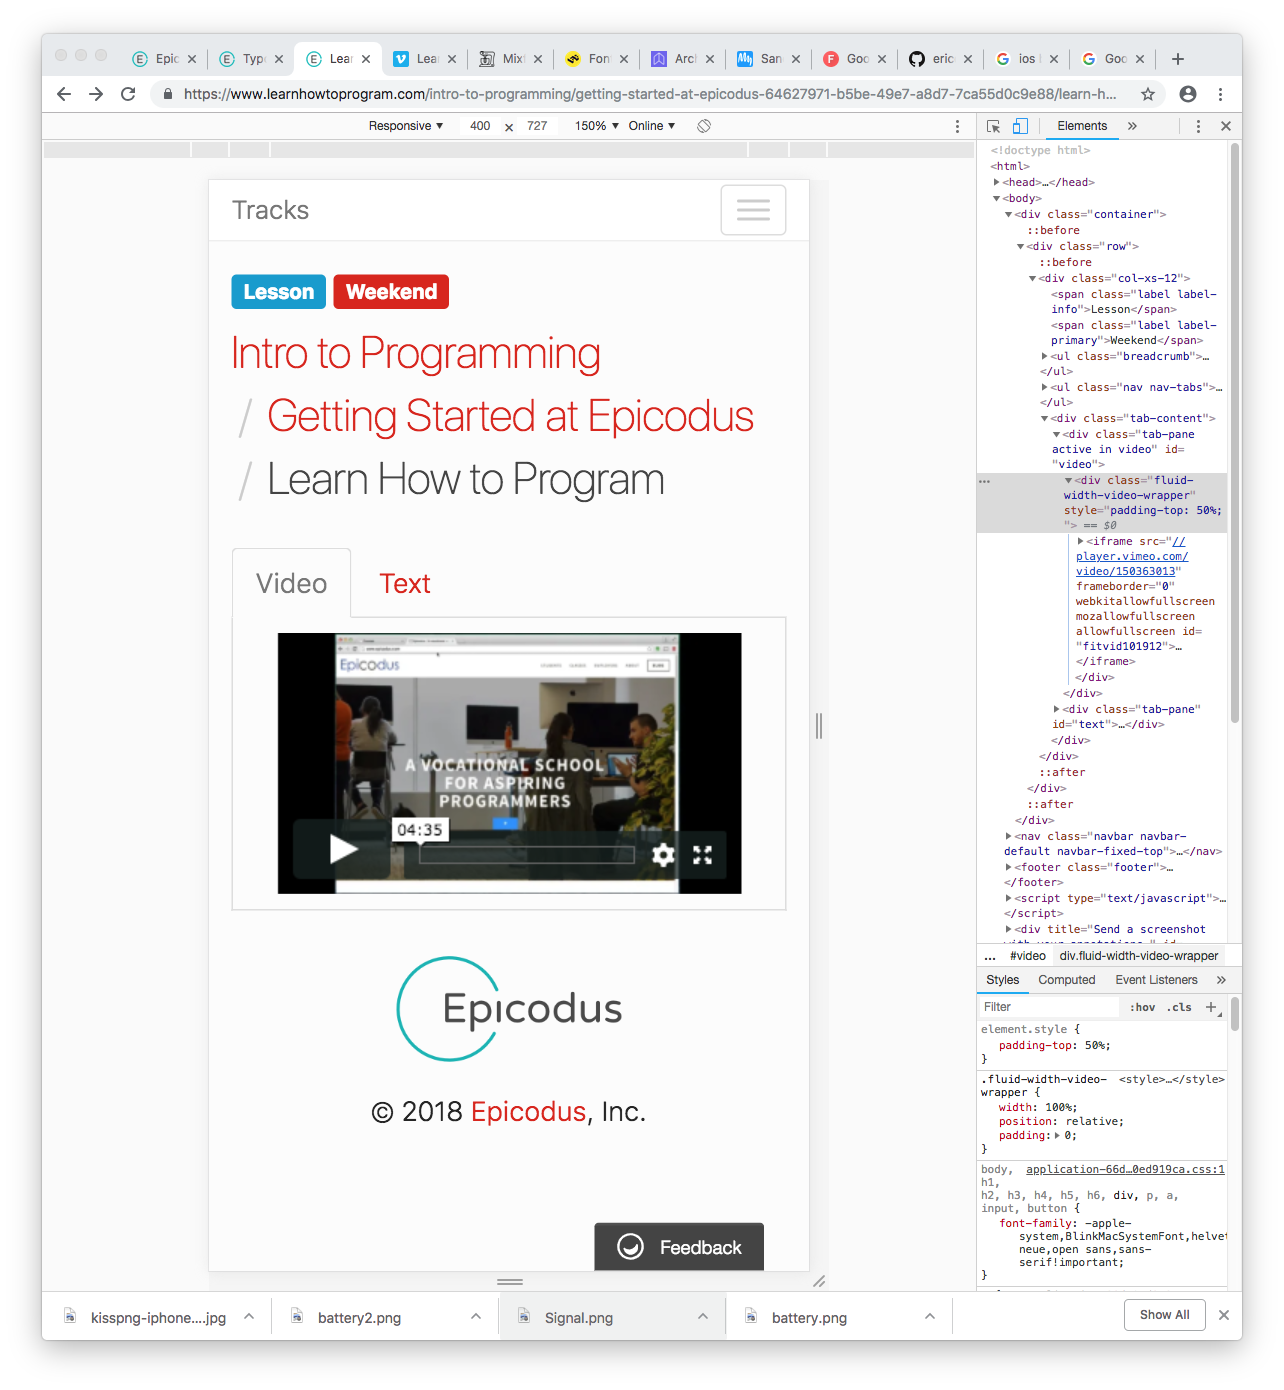 Epic
Typ
Lear
Lea
Mix
Fon
Arc
San
Goo
eric
ios
Goo
https://www.learnhowtoprogram.com/intro-to-programming/getting-started-at-epicodus-64627971-b5be-49e7-a8d7-7ca55d0c9e88/learn-h...
Responsive ▼ 400 × 727 150% ▼ Online ▼
Elements »
Tracks
Lesson Weekend
Intro to Programming
/ Getting Started at Epicodus
/ Learn How to Program
Video Text
Epicodus
A VOCATIONAL SCHOOL
FOR ASPIRING
PROGRAMMERS
04:35
Epicodus
© 2018 Epicodus, Inc.
Feedback
<!doctype html>
<html>
<head>…</head>
<body>
<div class="container">
::before
<div class="row">
::before
<div class="col-xs-12">
<span class="label label-
info">Lesson</span>
<span class="label label-
primary">Weekend</span>
<ul class="breadcrumb">…
</ul>
<ul class="nav nav-tabs">…
</ul>
<div class="tab-content">
<div class="tab-pane
active in video" id=
"video">
<div class="fluid-
width-video-wrapper"
style="padding-top: 50%;
"> == $0
<iframe src="//
player.vimeo.com/
video/150363013"
frameborder="0"
webkitallowfullscreen
mozallowfullscreen
allowfullscreen id=
"fitvid101912">…
</iframe>
</div>
</div>
<div class="tab-pane"
id="text">…</div>
</div>
</div>
::after
</div>
::after
</div>
<nav class="navbar navbar-
default navbar-fixed-top">…</nav>
<footer class="footer">…
</footer>
<script type="text/javascript">…
</script>
<div title="Send a screenshot
with your annotations." id
... #video div.fluid-width-video-wrapper
Styles Computed Event Listeners »
Filter :hov .cls +
element.style {
padding-top: 50%;
}
.fluid-width-video- <style>…</style>
wrapper {
width: 100%;
position: relative;
padding: 0;
}
body, application-66d…0ed919ca.css:1
h1,
h2, h3, h4, h5, h6, div, p, a,
input, button {
font-family: -apple-
system,BlinkMacSystemFont,helvet
neue,open sans,sans-
serif!important;
}
kisspng-iphone....jpg
battery2.png
Signal.png
battery.png
Show All